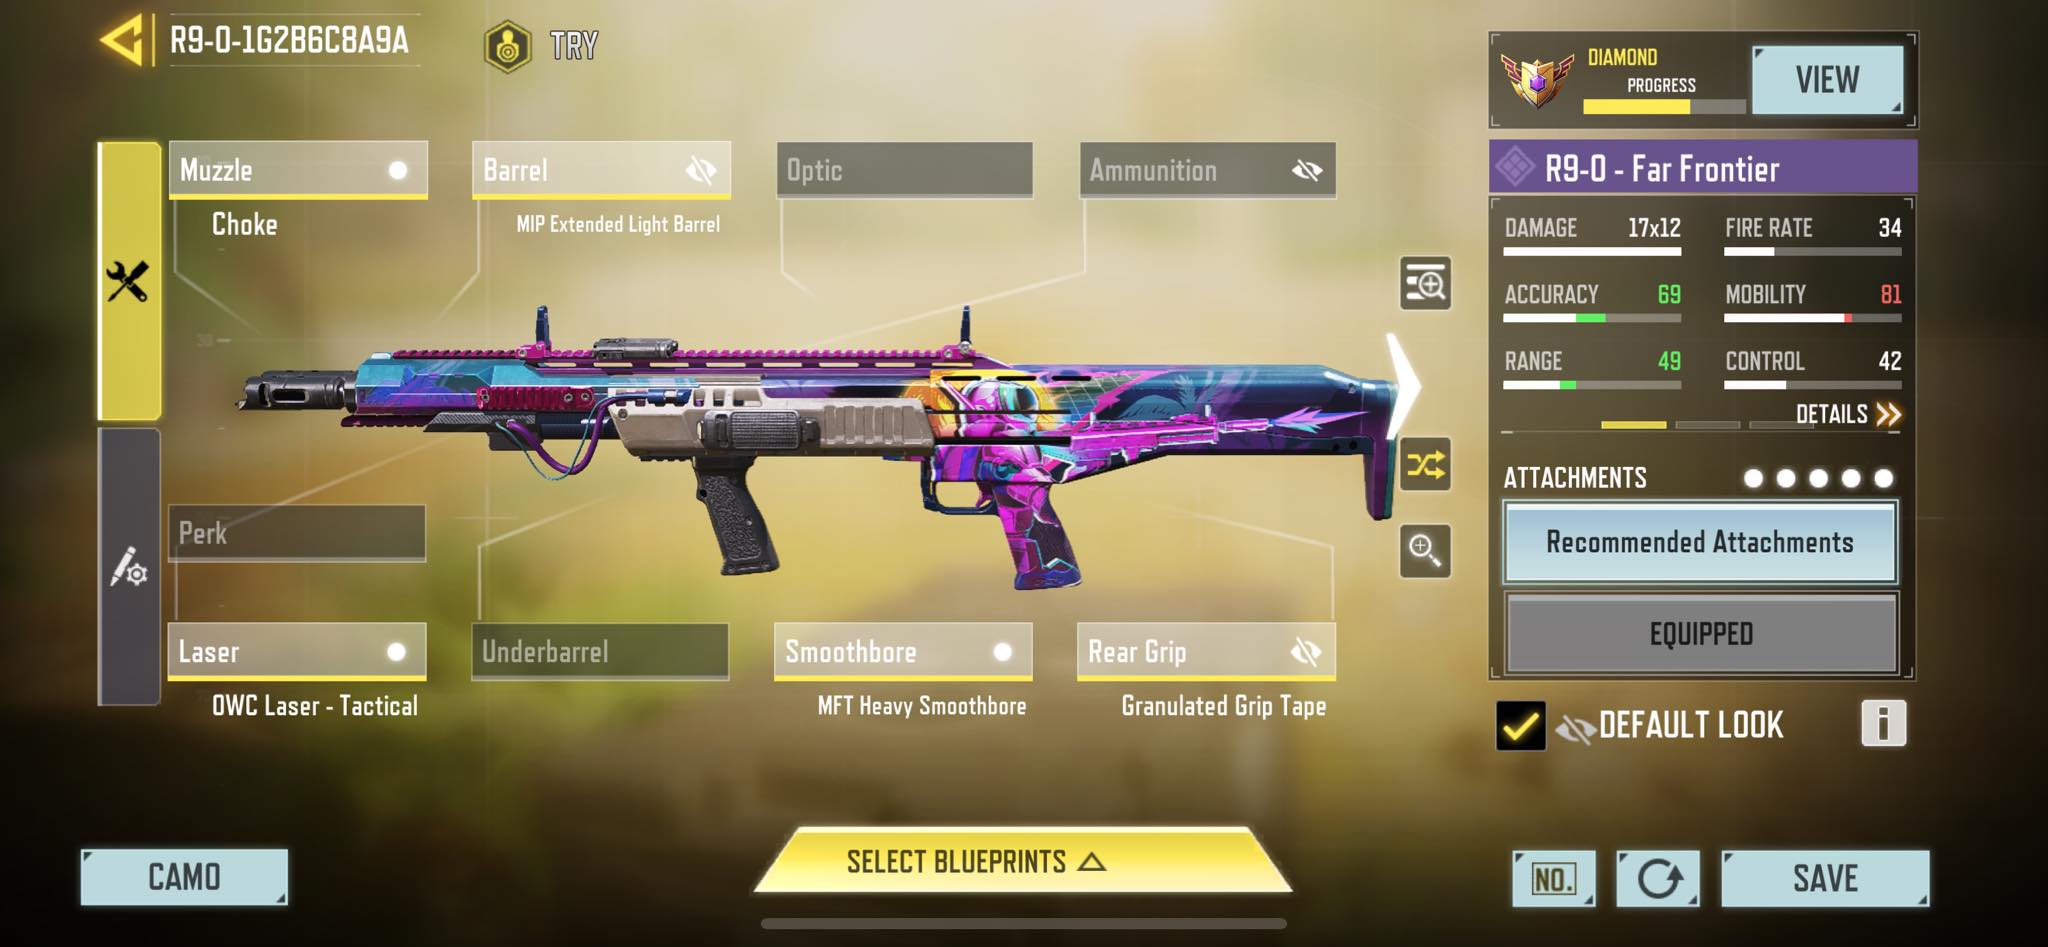 R9-0-1G2B6C8A9A
TRY
DIAMOND
PROGRESS
VIEW
Muzzle
Choke
Barrel
MIP Extended Light Barrel
Optic
Ammunition
R9-0 - Far Frontier
DAMAGE 17x12
FIRE RATE 34
ACCURACY 69
MOBILITY 81
RANGE 49
CONTROL 42
DETAILS
ATTACHMENTS
Recommended Attachments
EQUIPPED
DEFAULT LOOK
i
Perk
Laser
OWC Laser - Tactical
Underbarrel
Smoothbore
MFT Heavy Smoothbore
Rear Grip
Granulated Grip Tape
CAMO
SELECT BLUEPRINTS
NO.
SAVE